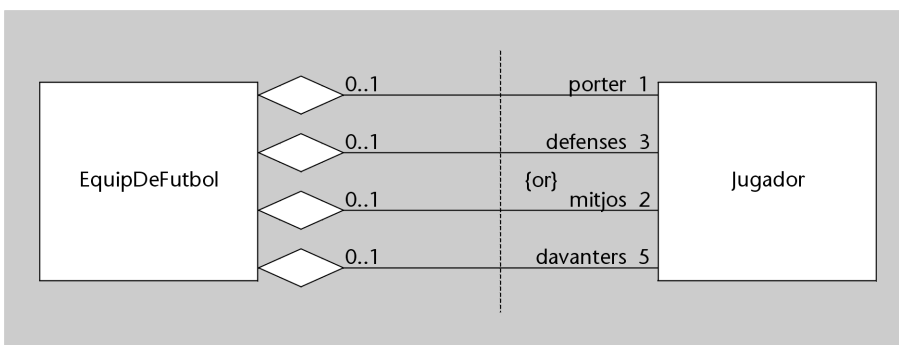 0..1 porter 1
0..1 defenses 3
EquipDeFutbol {or} Jugador
0..1 mitjos 2
0..1 davanters 5